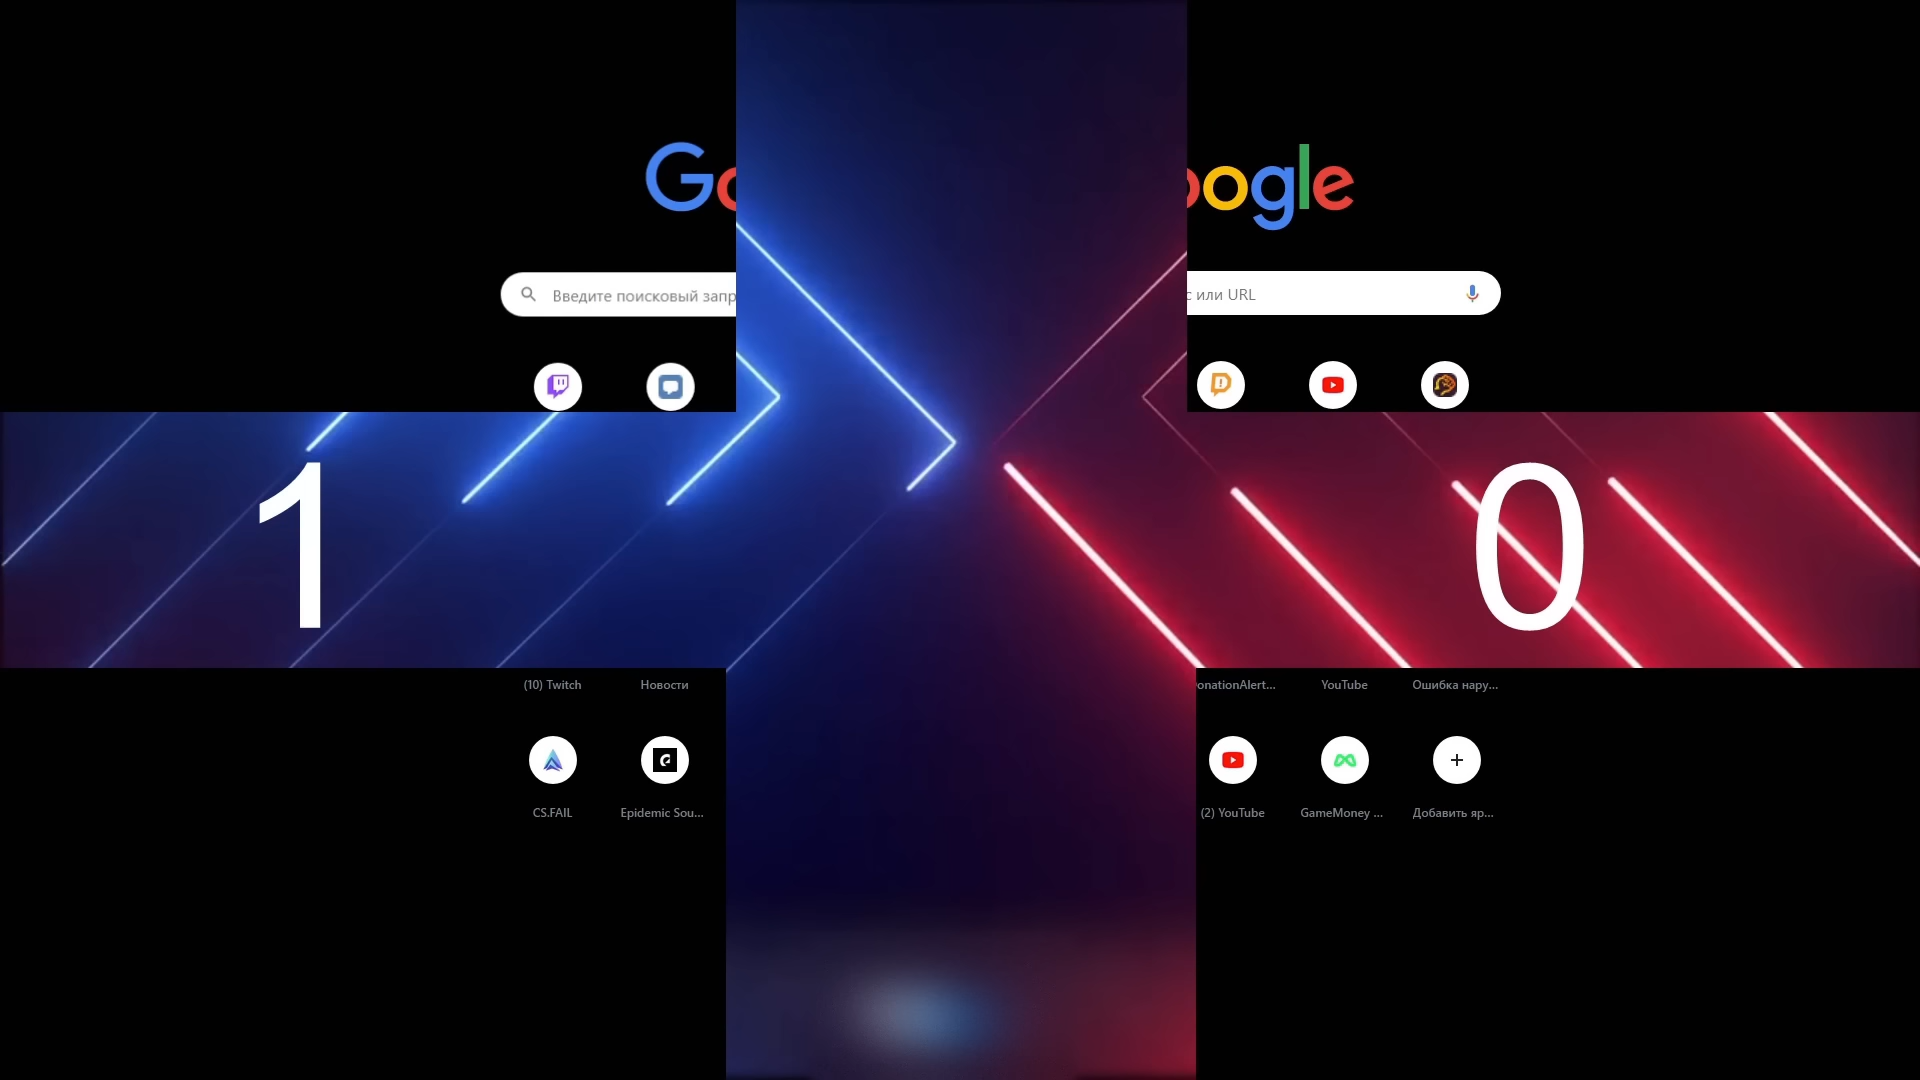 Go
oogle
Введите поисковый запр
с или URL
1
0
(10) Twitch
Новости
onationAlert...
YouTube
Ошибка нару...
CS.FAIL
Epidemic Sou...
(2) YouTube
GameMoney ...
Добавить яр...